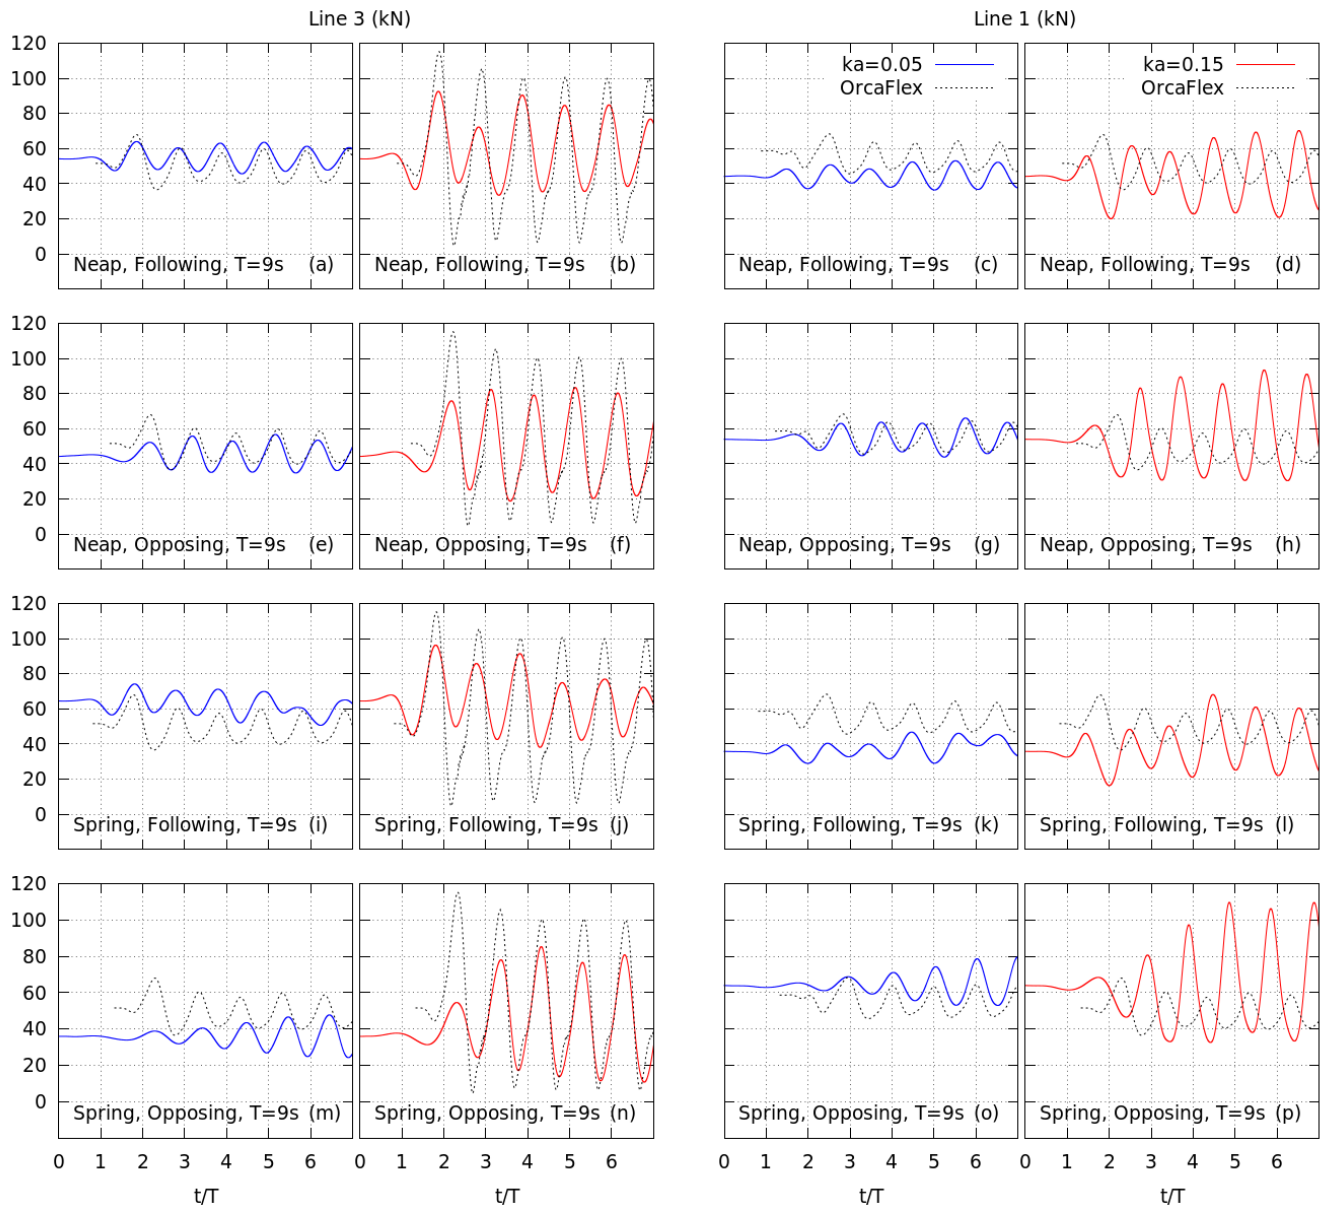 Line 3 (kN)
Line 1 (kN)
120
100
80
60
40
20
0
Neap, Following, T=9s (a)
Neap, Following, T=9s (b)
ka=0.05
OrcaFlex
Neap, Following, T=9s (c)
ka=0.15
OrcaFlex
Neap, Following, T=9s (d)
120
100
80
60
40
20
0
Neap, Opposing, T=9s (e)
Neap, Opposing, T=9s (f)
Neap, Opposing, T=9s (g)
Neap, Opposing, T=9s (h)
120
100
80
60
40
20
0
Spring, Following, T=9s (i)
Spring, Following, T=9s (j)
Spring, Following, T=9s (k)
Spring, Following, T=9s (l)
120
100
80
60
40
20
0
Spring, Opposing, T=9s (m)
Spring, Opposing, T=9s (n)
Spring, Opposing, T=9s (o)
Spring, Opposing, T=9s (p)
0 1 2 3 4 5 6
0 1 2 3 4 5 6
0 1 2 3 4 5 6
0 1 2 3 4 5 6
t/T
t/T
t/T
t/T